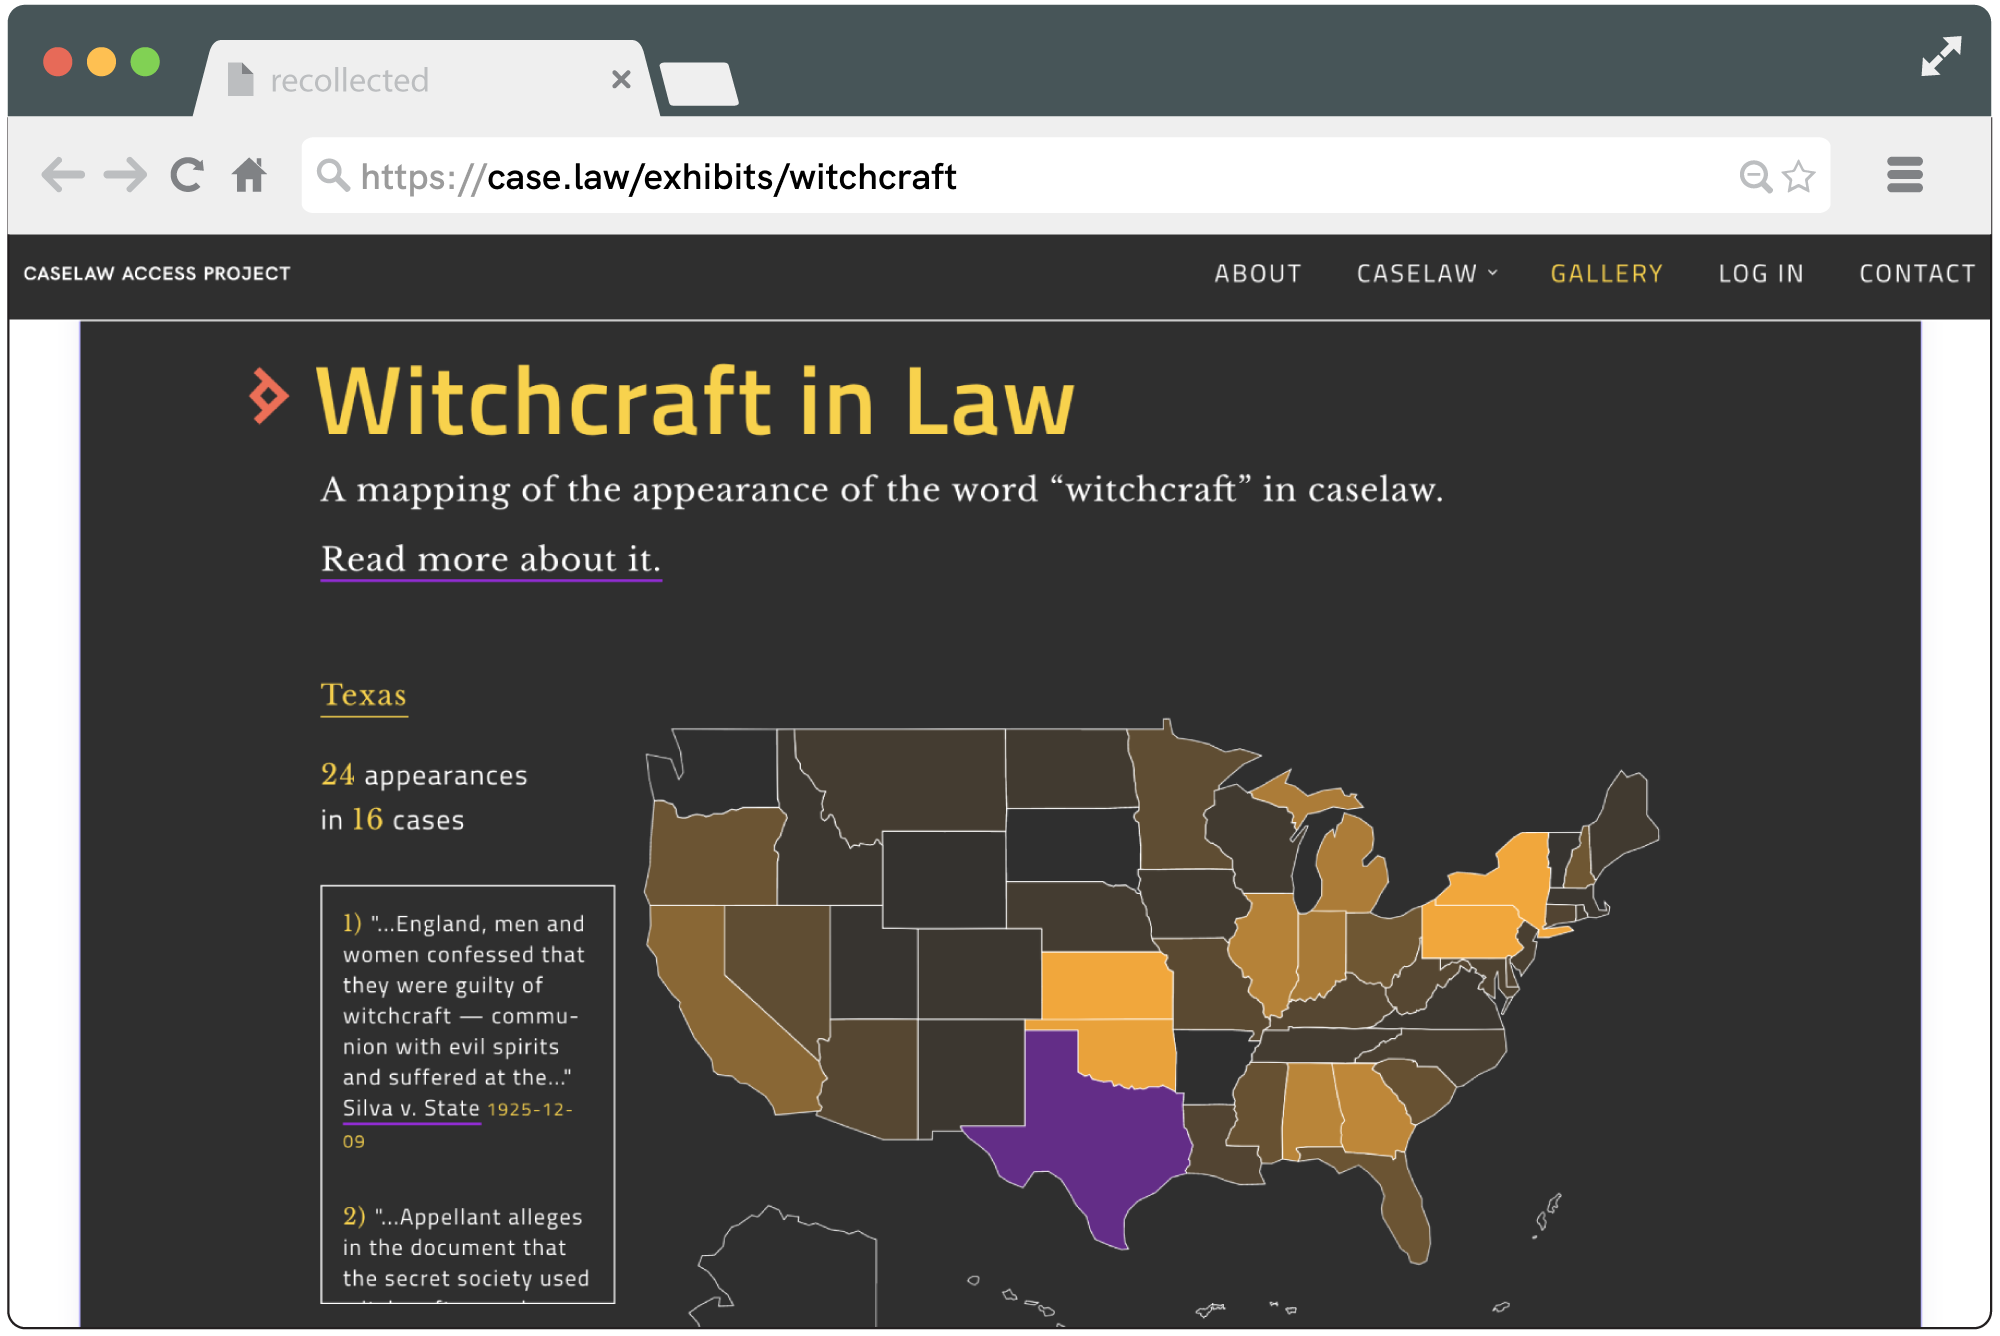 recollected
https://case.law/exhibits/witchcraft
CASELAW ACCESS PROJECT
ABOUT
CASELAW
GALLERY
LOG IN
CONTACT
Witchcraft in Law
A mapping of the appearance of the word “witchcraft” in caselaw.
Read more about it.
Texas
24 appearances
in 16 cases
1) "...England, men and
women confessed that
they were guilty of
witchcraft — commu-
nion with evil spirits
and suffered at the..."
Silva v. State 1925-12-
09
2) "...Appellant alleges
in the document that
the secret society used